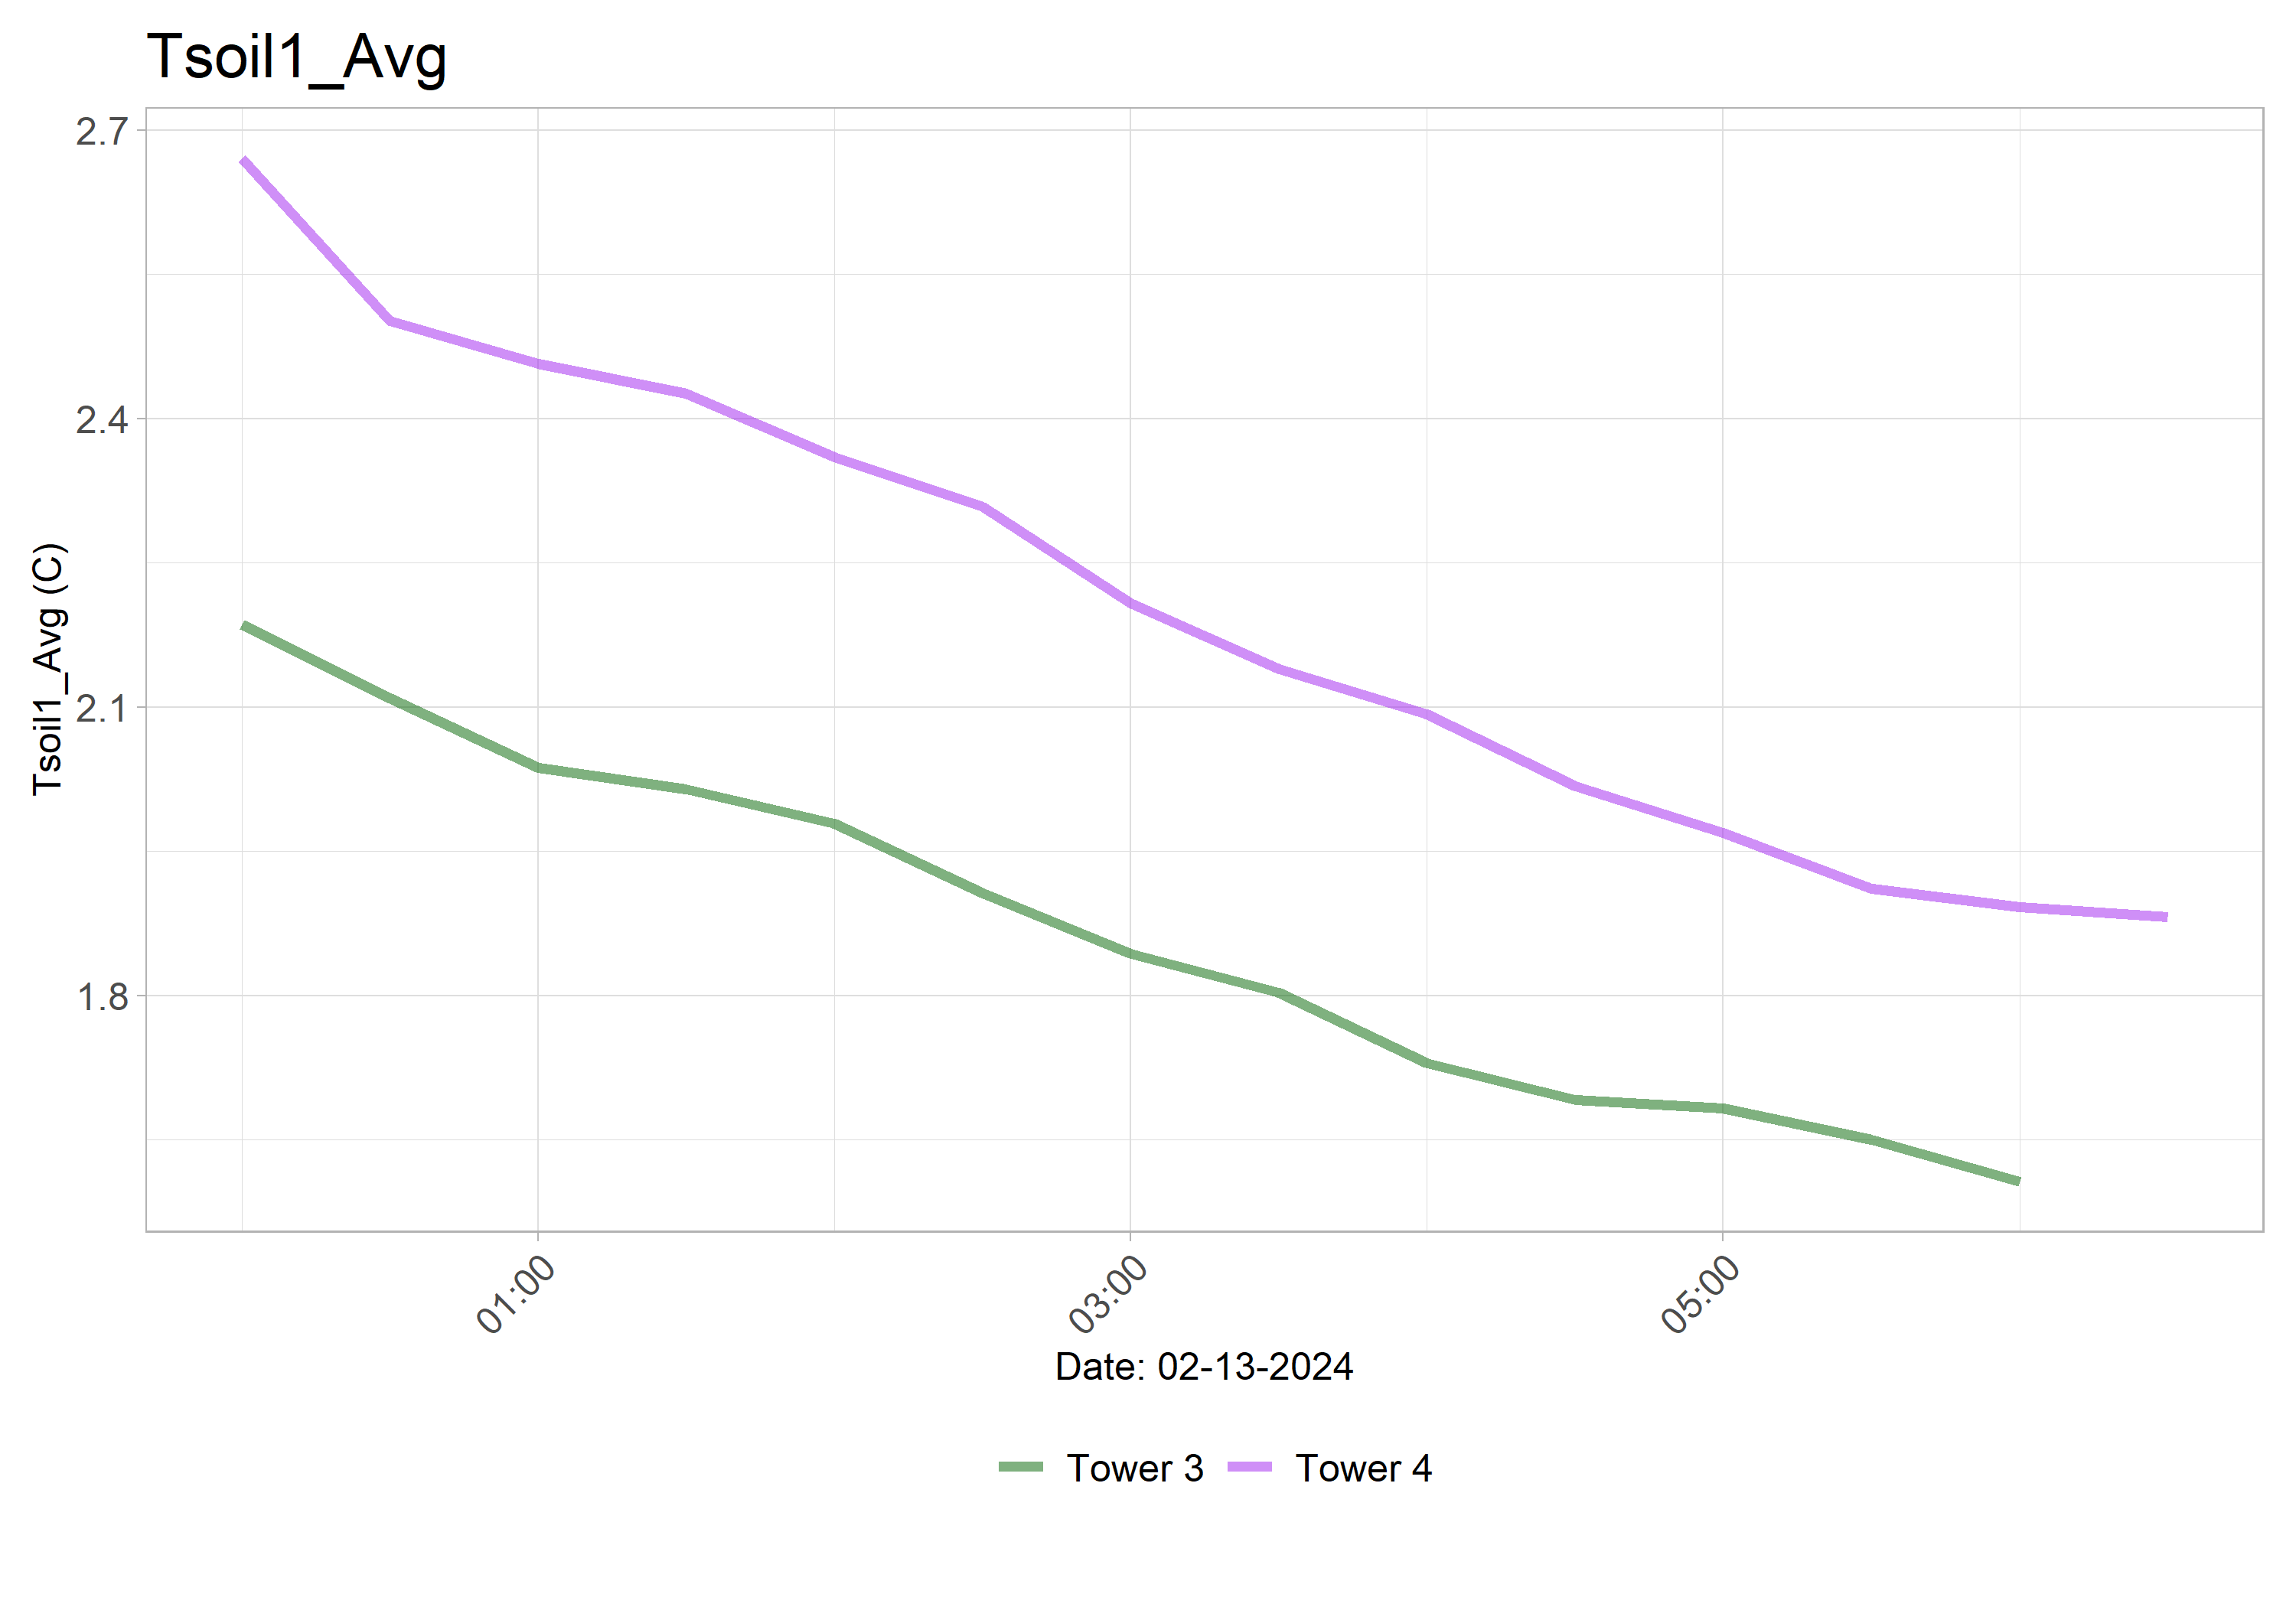 Tsoil1_Avg
Tsoil1_Avg (C)
2.7
2.4
2.1
1.8
01:00
03:00
05:00
Date: 02-13-2024
Tower 3
Tower 4